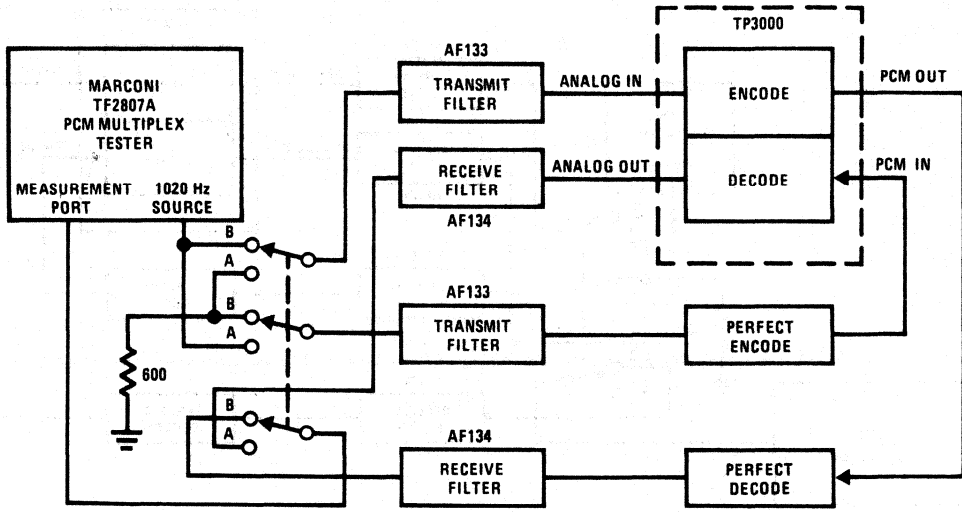 MARCONI
TF2807A
PCM MULTIPLEX
TESTER
MEASUREMENT
PORT
1020 Hz
SOURCE
AF133
TRANSMIT
FILTER
ANALOG IN
TP3000
ENCODE
PCM OUT
RECEIVE
FILTER
AF134
ANALOG OUT
DECODE
PCM IN
B
A
B
A
600
AF133
TRANSMIT
FILTER
PERFECT
ENCODE
B
A
AF134
RECEIVE
FILTER
PERFECT
DECODE